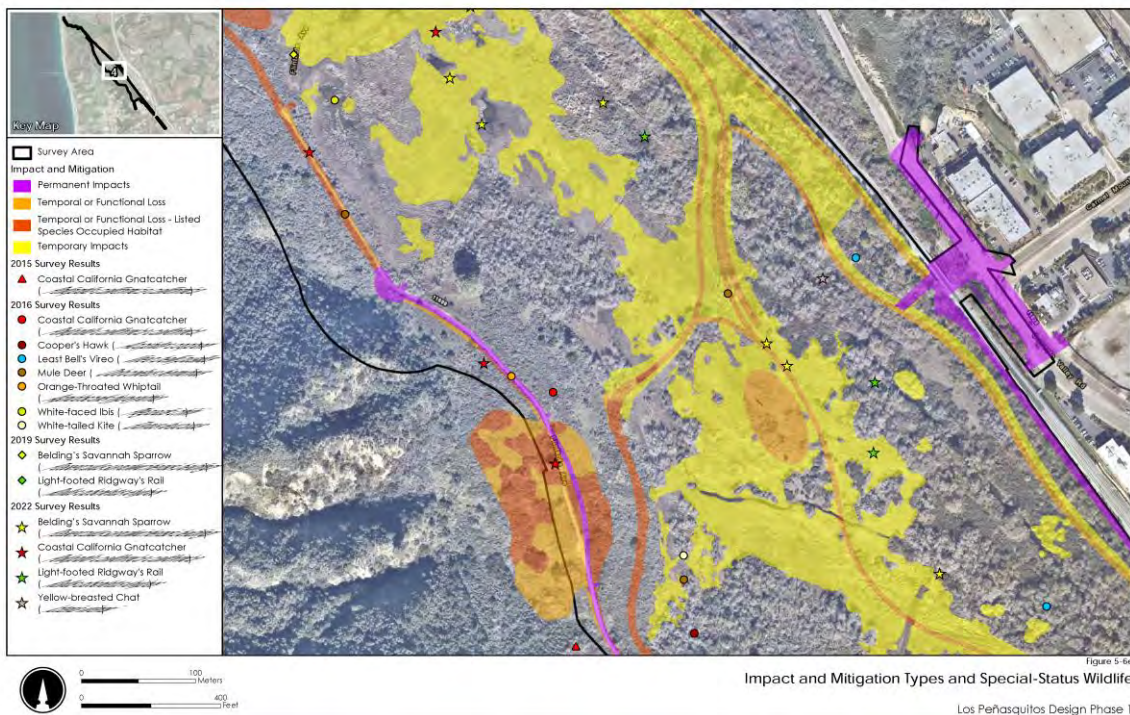 Key Map
Survey Area
Impact and Mitigation
Permanent Impacts
Temporal or Functional Loss
Temporal or Functional Loss - Listed
Species Occupied Habitat
Temporary Impacts
2015 Survey Results
Coastal California Gnatcatcher
(
2016 Survey Results
Coastal California Gnatcatcher
(
Cooper's Hawk (
Least Bell's Vireo (
Mule Deer (
Orange-Throated Whiptail
(
White-faced Ibis (
White-tailed Kite (
2019 Survey Results
Belding's Savannah Sparrow
(
Light-footed Ridgway's Rail
(
2022 Survey Results
Belding's Savannah Sparrow
(
Coastal California Gnatcatcher
(
Light-footed Ridgway's Rail
(
Yellow-breasted Chat
(
Valley Rd
0 100
Meters
0 400
Feet
Figure 5-6e
Impact and Mitigation Types and Special-Status Wildlife
Los Peñasquitos Design Phase 1